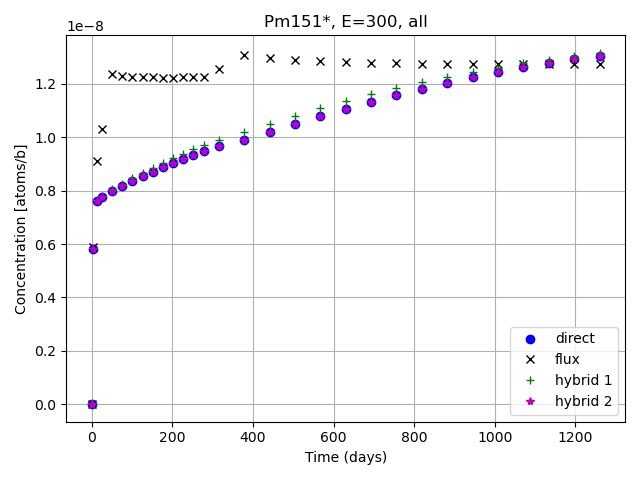 Pm151*, E=300, all
1e−8
1.2
1.0
0.8
0.6
0.4
0.2
0.0
Concentration [atoms/b]
direct
flux
hybrid 1
hybrid 2
0 200 400 600 800 1000 1200
Time (days)